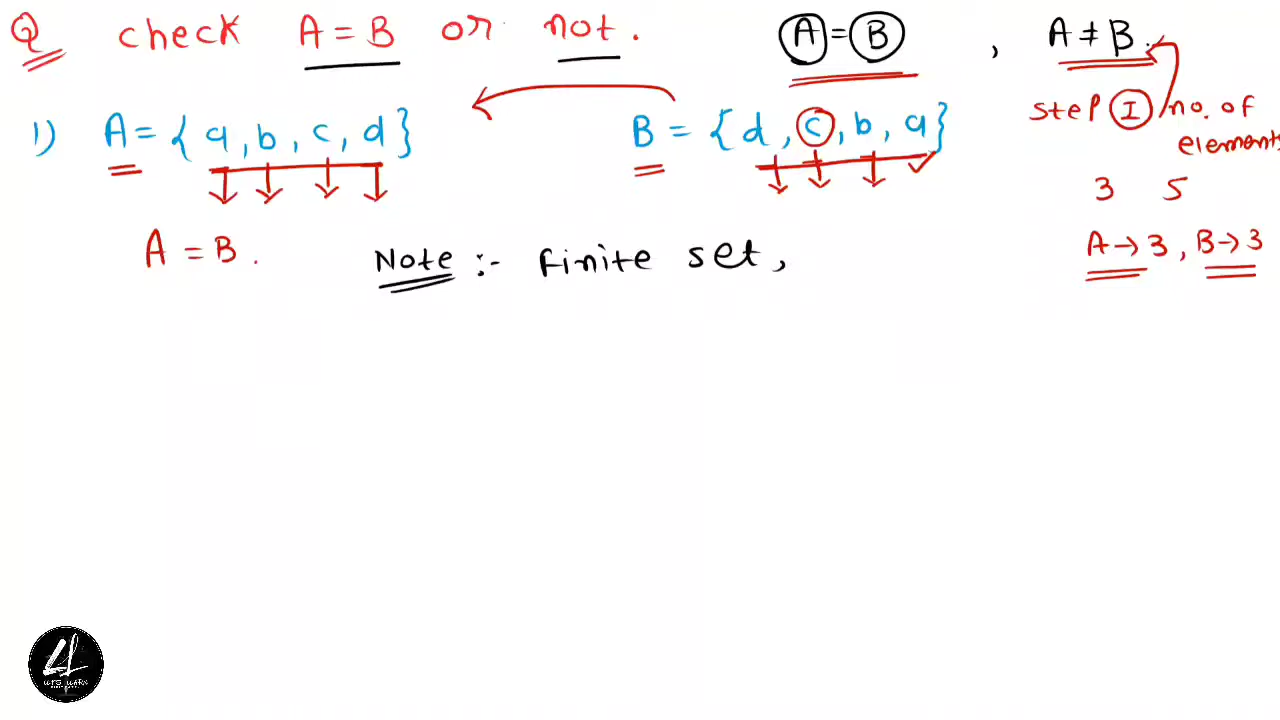 Q check A = B or not. A = B , A ≠ B.
step I no. of
elements
1) A = { a, b, c, d } B = { d, c, b, a }
3 5
A → 3, B → 3
A = B. Note :- Finite set,